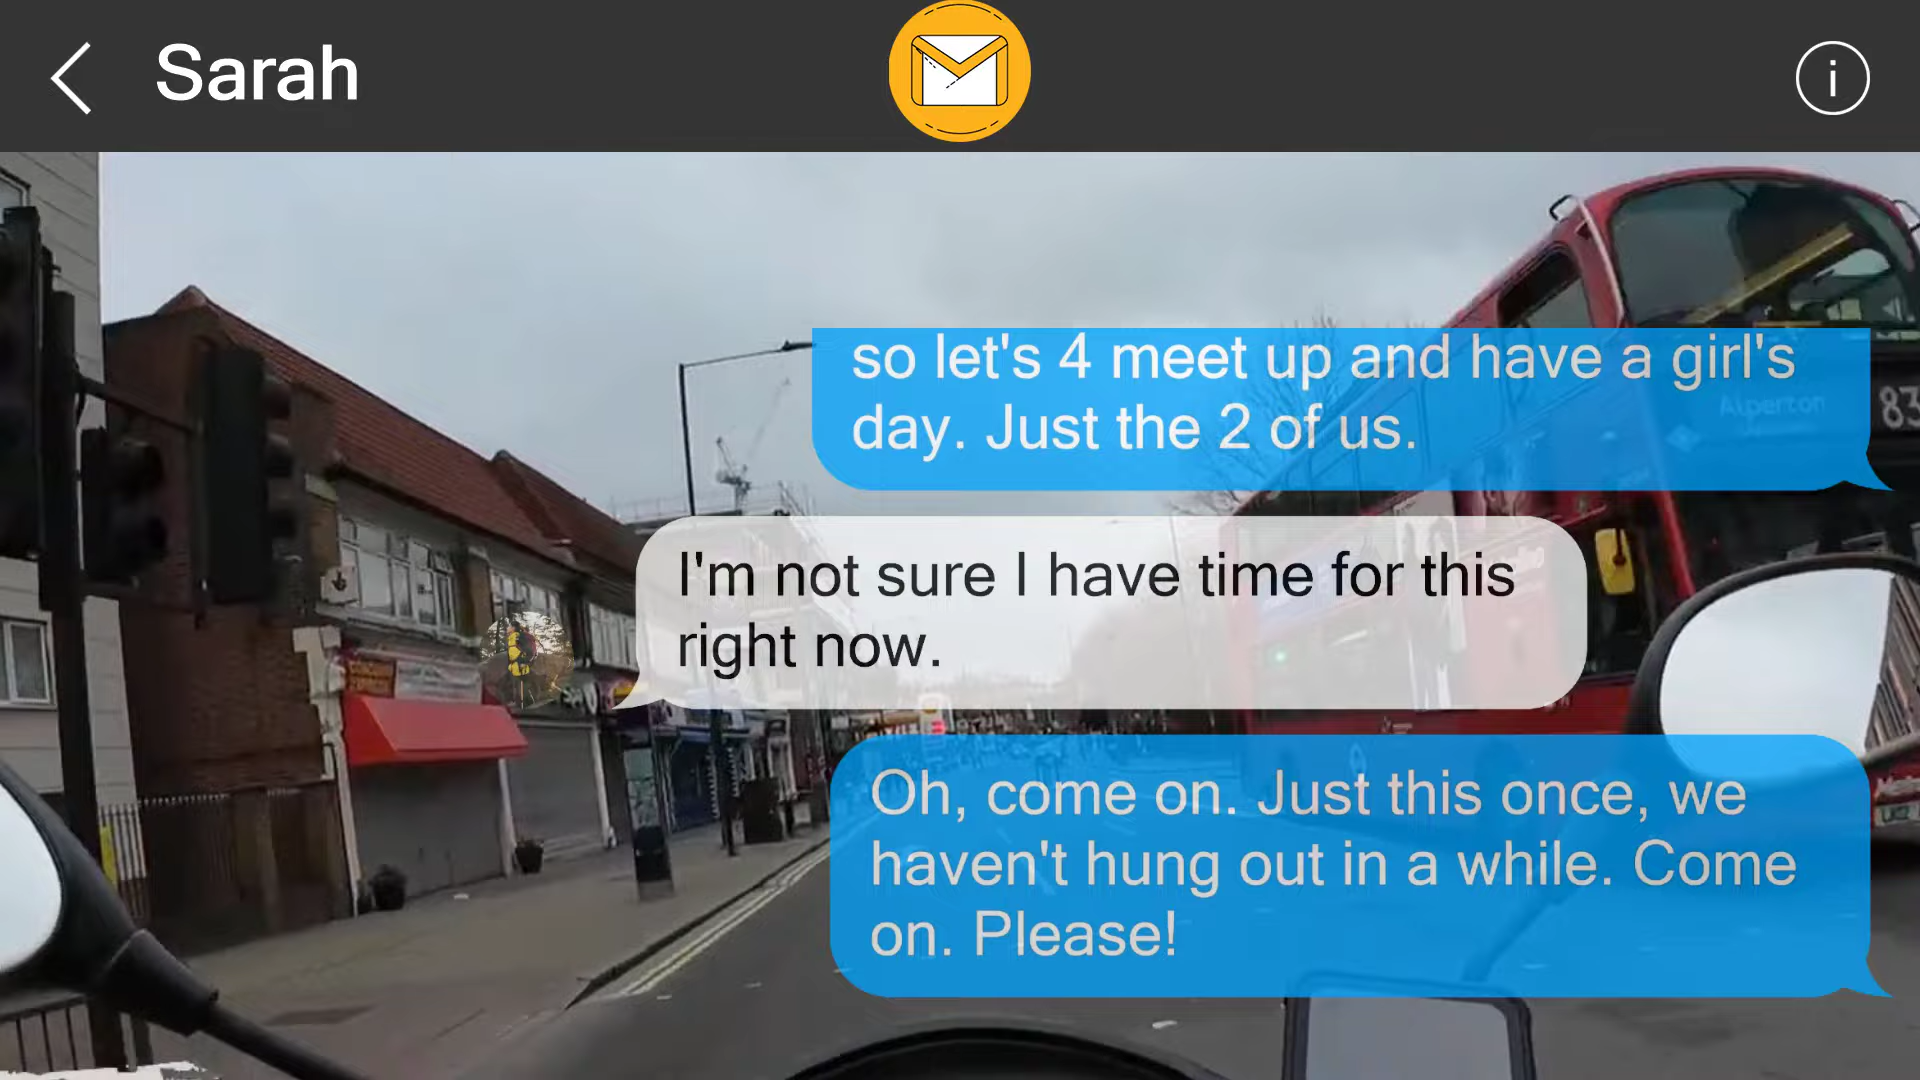 Sarah
i
so let's 4 meet up and have a girl's
day. Just the 2 of us.
Alperton
83
I'm not sure I have time for this
right now.
Oh, come on. Just this once, we
haven't hung out in a while. Come
on. Please!